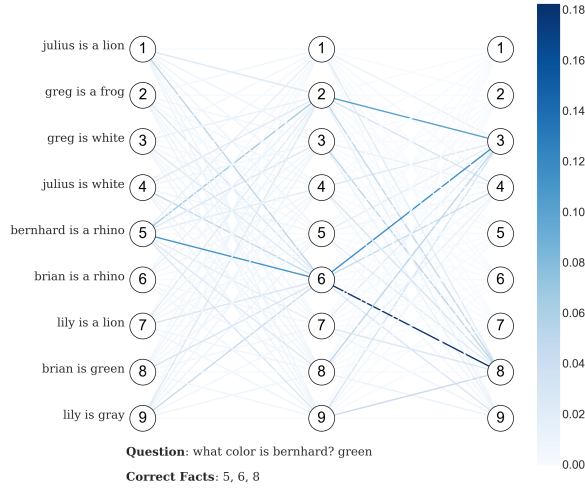 julius is a lion 1 1 1 0.18
greg is a frog 2 2 2 0.16
greg is white 3 3 3 0.14
julius is white 4 4 4 0.12
bernhard is a rhino 5 5 5 0.10
brian is a rhino 6 6 6 0.08
lily is a lion 7 7 7 0.06
brian is green 8 8 8 0.04
lily is gray 9 9 9 0.02
0.00
Question: what color is bernhard? green
Correct Facts: 5, 6, 8